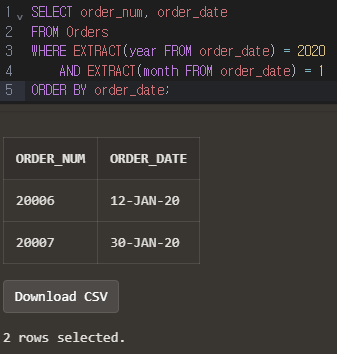 1 SELECT order_num, order_date
2 FROM Orders
3 WHERE EXTRACT(year FROM order_date) = 2020
4 AND EXTRACT(month FROM order_date) = 1
5 ORDER BY order_date;
ORDER_NUM ORDER_DATE
20006 12-JAN-20
20007 30-JAN-20
Download CSV
2 rows selected.